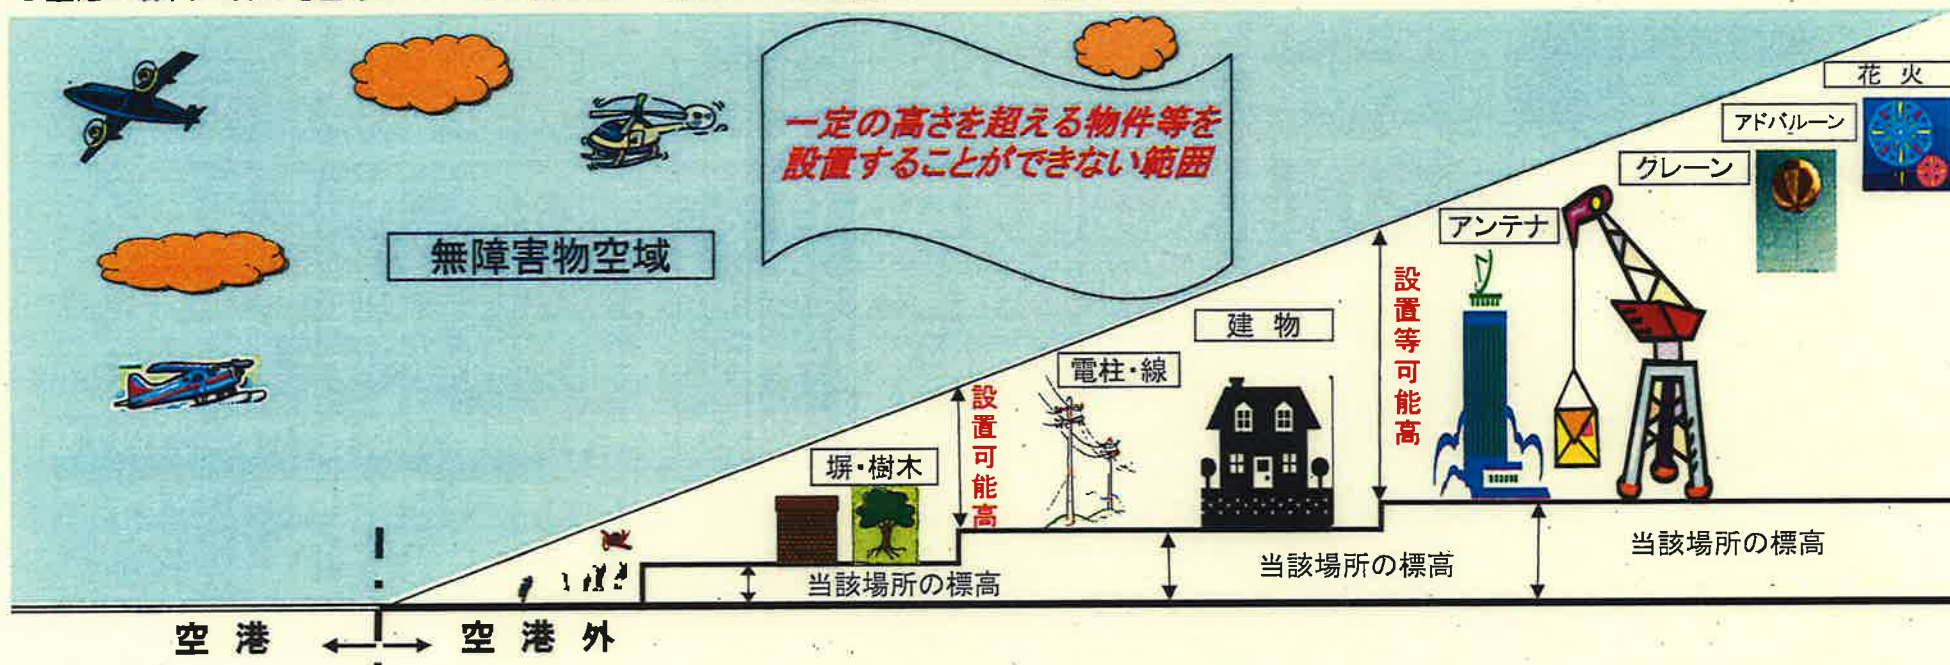 一定の高さを超える物件等を
設置することができない範囲
無障害物空域
花火
アドバルーン
クレーン
アンテナ
設置等可能高
建物
電柱・線
設置可能高
塀・樹木
当該場所の標高
当該場所の標高
当該場所の標高
空港
空港外